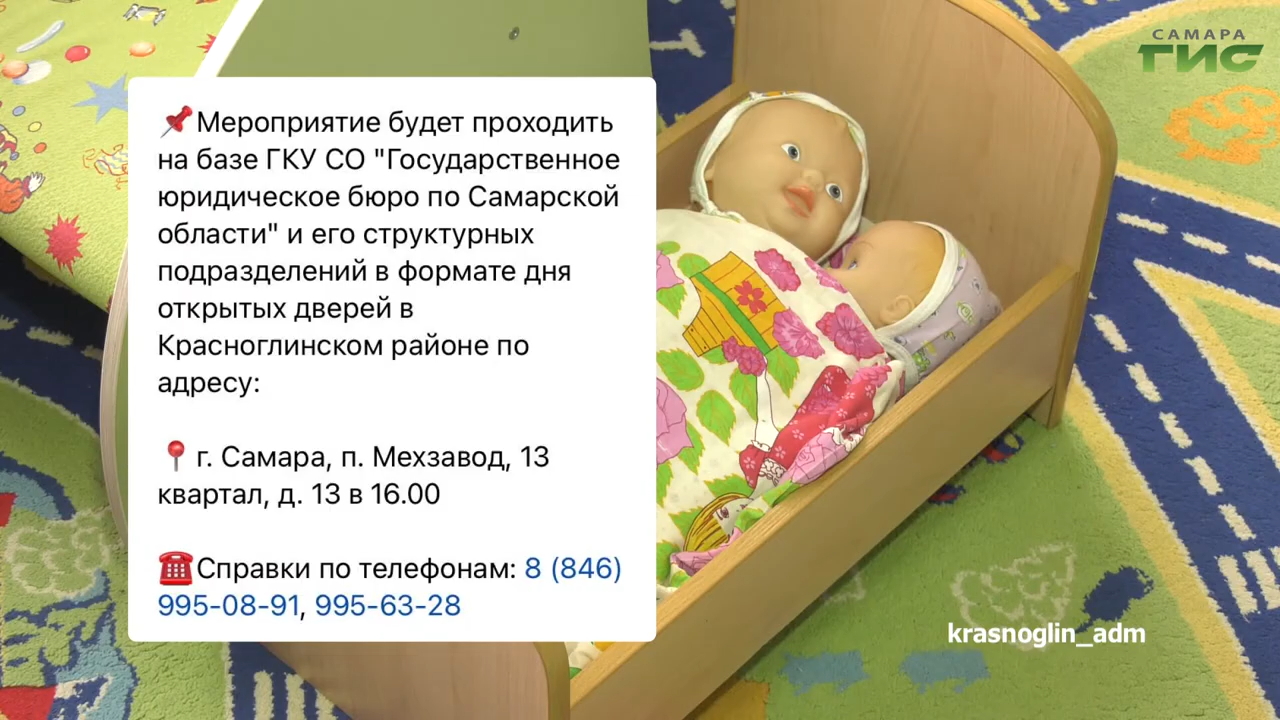 САМАРА
ГИС
📌Мероприятие будет проходить
на базе ГКУ СО "Государственное
юридическое бюро по Самарской
области" и его структурных
подразделений в формате дня
открытых дверей в
Красноглинском районе по
адресу:
📍г. Самара, п. Мехзавод, 13
квартал, д. 13 в 16.00
☎️Справки по телефонам: 8 (846)
995-08-91, 995-63-28
krasnoglin_adm